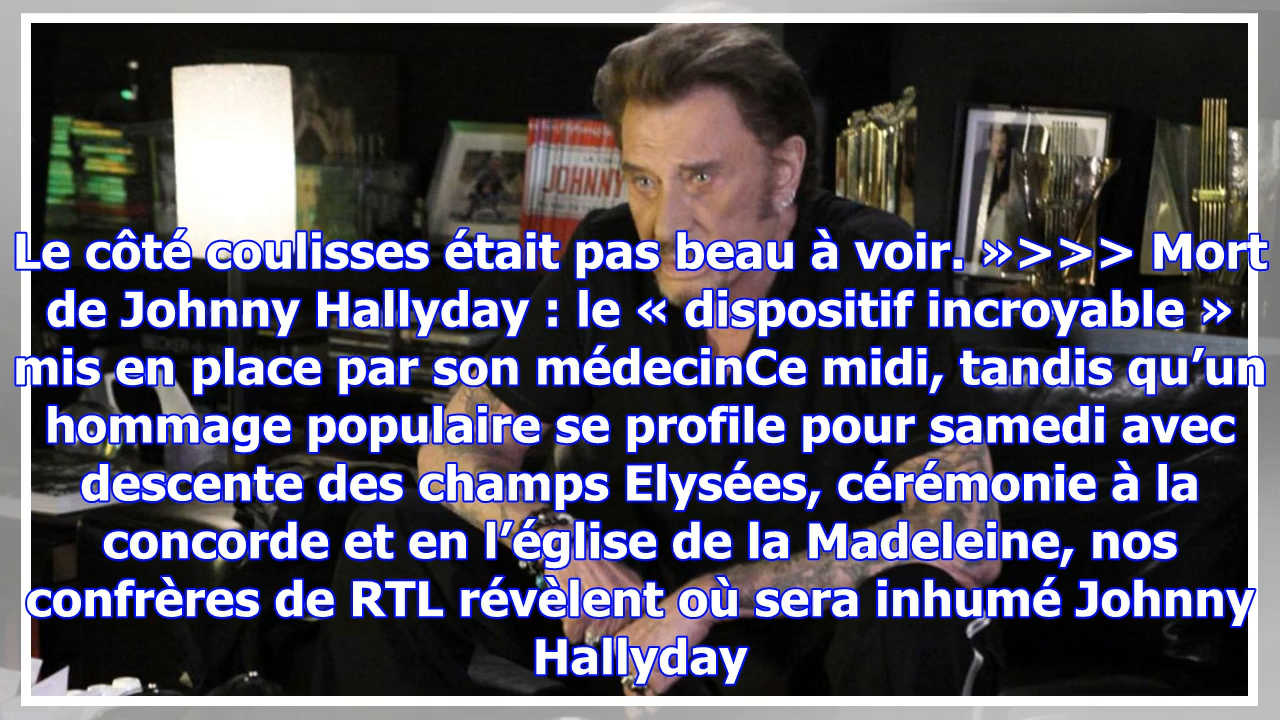 JOHNNY
Le côté coulisses était pas beau à voir. »>>> Mort
de Johnny Hallyday : le « dispositif incroyable »
mis en place par son médecinCe midi, tandis qu’un
hommage populaire se profile pour samedi avec
descente des champs Elysées, cérémonie à la
concorde et en l’église de la Madeleine, nos
confrères de RTL révèlent où sera inhumé Johnny
Hallyday